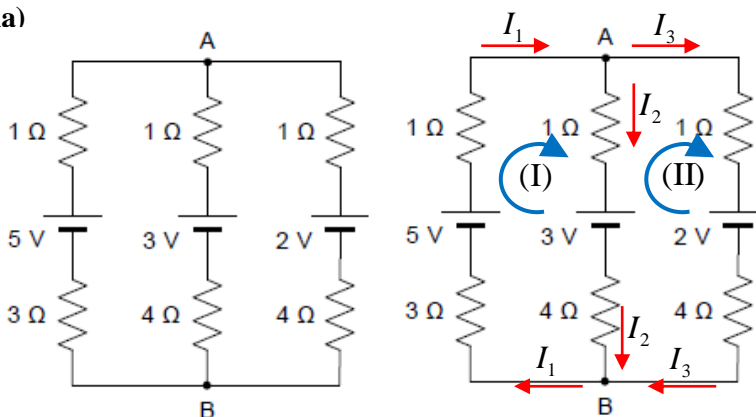 a)
A
1 Ω 1 Ω 1 Ω
5 V 3 V 2 V
3 Ω 4 Ω 4 Ω
B
I₁ A I₃
I₂
1 Ω 1 Ω 1 Ω
(I) (II)
5 V 3 V 2 V
3 Ω 4 Ω 4 Ω
I₂
I₁ I₃
B